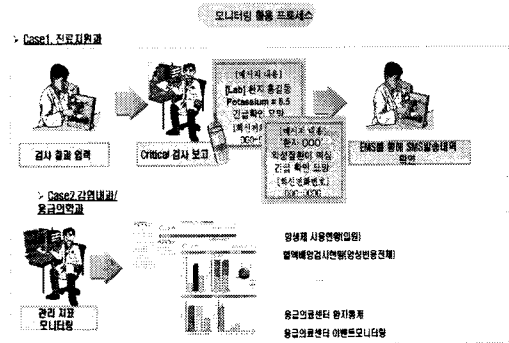 모니터링 활용 프로세스
> Case1. 진료지원과
[메시지 내용]
[Lab] 환자 홍길동
Potassium = 6.5
긴급확인 요망
[메시지 내용]
환자 OOO
악성질환이 의심
긴급 확인 요망
[회신전화번호]
검사 결과 입력
Critical 검사 보고
EMS를 통해 SMS발송내역
확인
> Case2.감염내과/
응급의학과
관리 지표
모니터링
항생제 사용현황(입원)
혈액배양검사현황(양성반응전체)
응급의료센터 환자통계
응급의료센터 이벤트모니터링